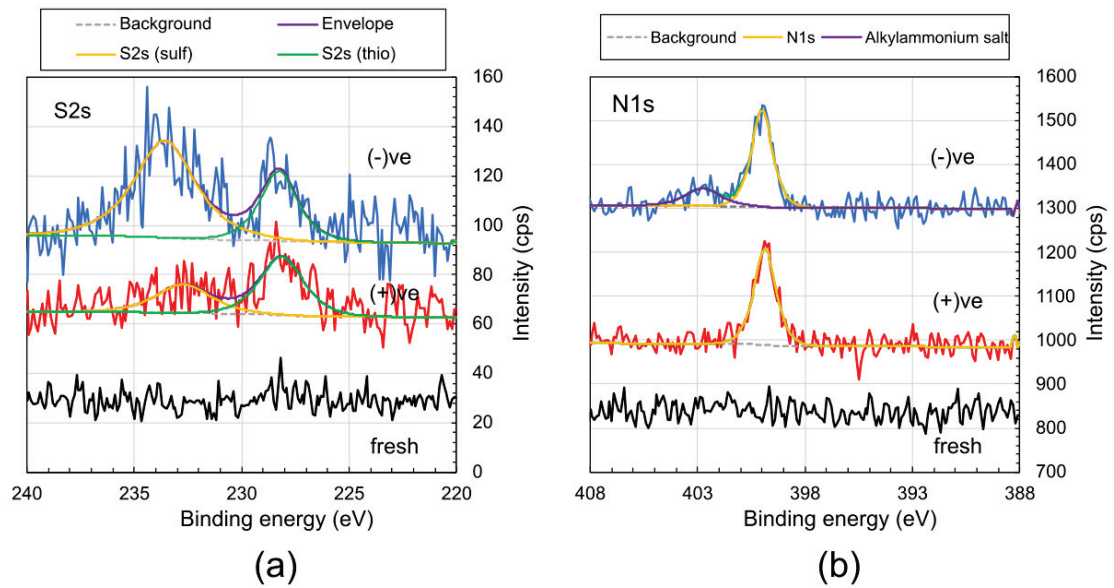 Background
Envelope
S2s (sulf)
S2s (thio)
S2s
(-)ve
(+)ve
fresh
160
140
120
100
80
60
40
20
0
Intensity (cps)
240
235
230
225
220
Binding energy (eV)
(a)
Background
N1s
Alkylammonium salt
N1s
(-)ve
(+)ve
fresh
1600
1500
1400
1300
1200
1100
1000
900
800
700
Intensity (cps)
408
403
398
393
388
Binding energy (eV)
(b)